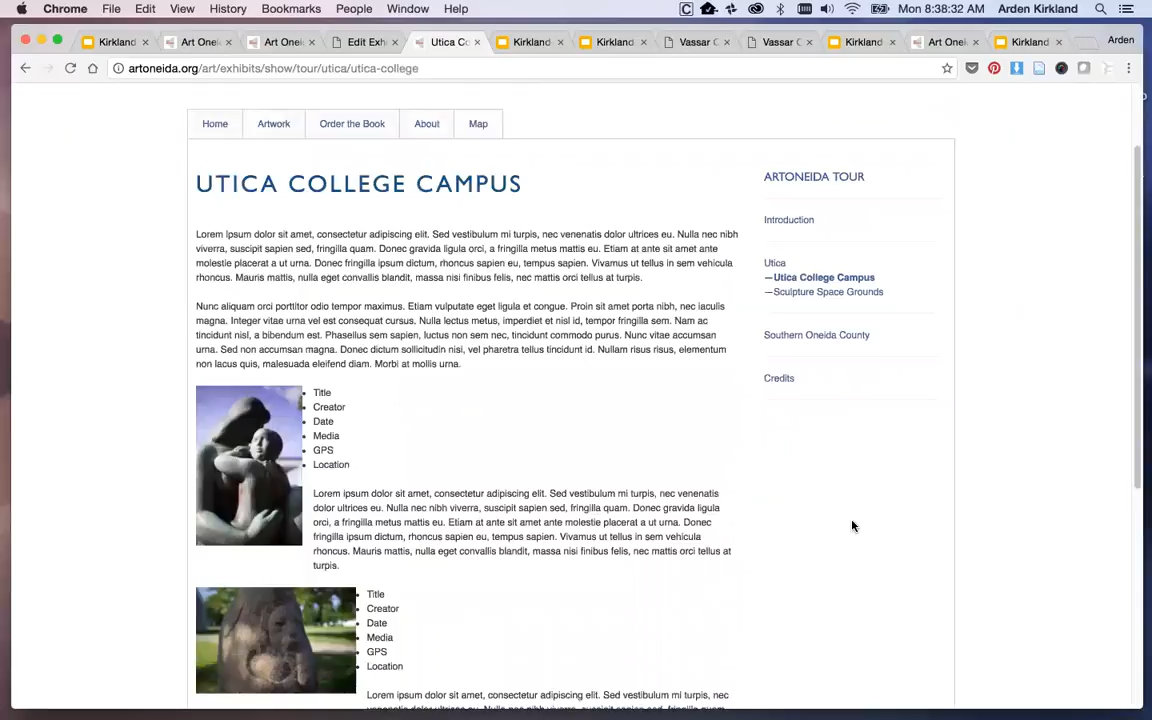 Chrome File Edit View History Bookmarks People Window Help Mon 8:38:32 AM Arden Kirkland
Kirkland Art Onei Art Onei Edit Exh Utica Co Kirkland Kirkland Vassar C Vassar C Kirkland Art Onei Kirkland Arden
artoneida.org/art/exhibits/show/tour/utica/utica-college
Home Artwork Order the Book About Map
UTICA COLLEGE CAMPUS
Lorem Ipsum dolor sit amet, consectetur adipiscing elit. Sed vestibulum mi turpis, nec venenatis dolor ultrices eu. Nulla nec nibh
viverra, suscipit sapien sed, fringilla quam. Donec gravida ligula orci, a fringilla metus mattis eu. Etiam at ante sit amet ante
molestie placerat a ut urna. Donec fringilla ipsum dictum, rhoncus sapien eu, tempus sapien. Vivamus ut tellus in sem vehicula
rhoncus. Mauris mattis, nulla eget convallis blandit, massa nisi finibus felis, nec mattis orci tellus at turpis.
Nunc aliquam orci porttitor odio tempor maximus. Etiam vulputate eget ligula et congue. Proin sit amet porta nibh, nec iaculis
magna. Integer vitae urna vel est consequat cursus. Nulla lectus metus, imperdiet et nisl id, tempor fringilla sem. Nam ac
tincidunt nisl, a bibendum est. Phasellus sem sapien, luctus non sem nec, tincidunt commodo purus. Nunc vitae accumsan
urna. Sed non accumsan magna. Donec dictum sollicitudin nisi, vel pharetra tellus tincidunt id. Nullam risus risus, elementum
non lacus quis, malesuada eleifend diam. Morbi at mollis urna.
Title
Creator
Date
Media
GPS
Location
Lorem ipsum dolor sit amet, consectetur adipiscing elit. Sed vestibulum mi turpis, nec venenatis
dolor ultrices eu. Nulla nec nibh viverra, suscipit sapien sed, fringilla quam. Donec gravida ligula
orci, a fringilla metus mattis eu. Etiam at ante sit amet ante molestie placerat a ut urna. Donec
fringilla ipsum dictum, rhoncus sapien eu, tempus sapien. Vivamus ut tellus in sem vehicula
rhoncus. Mauris mattis, nulla eget convallis blandit, massa nisi finibus felis, nec mattis orci tellus at
turpis.
Title
Creator
Date
Media
GPS
Location
Lorem ipsum dolor sit amet, consectetur adipiscing elit. Sed vestibulum mi turpis, nec venenatis
ARTONEIDA TOUR
Introduction
Utica
—Utica College Campus
—Sculpture Space Grounds
Southern Oneida County
Credits